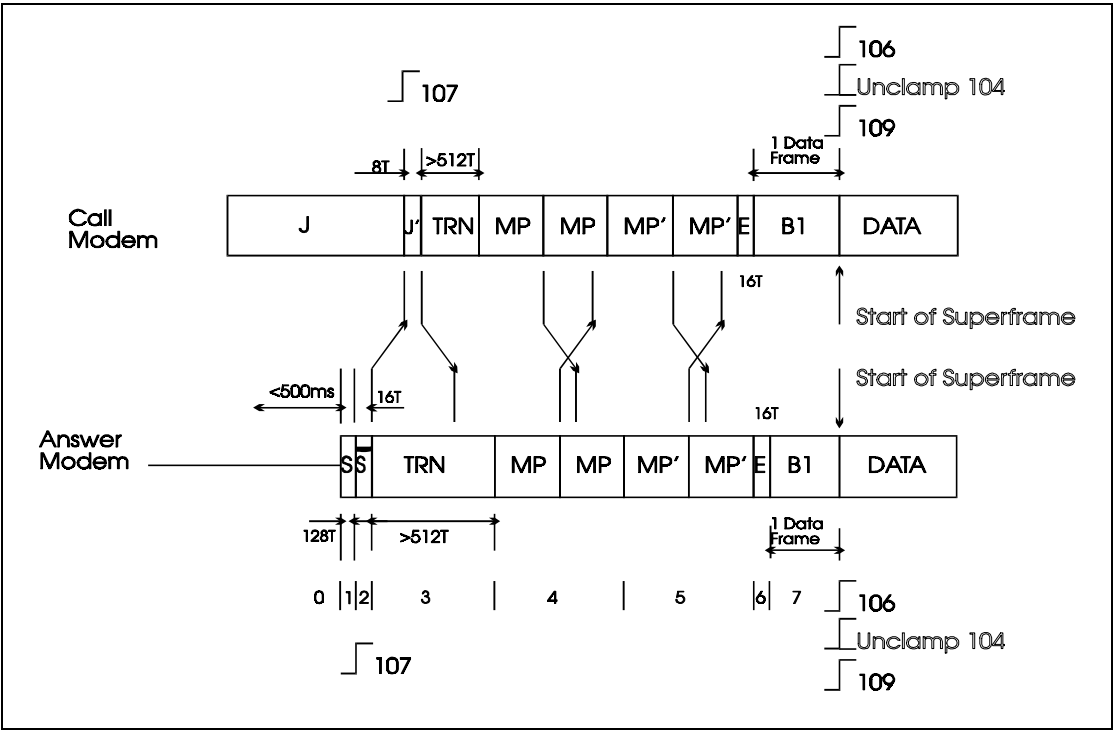 106
107
Unclamp 104
109
1 Data
Frame
8T
>512T
Call
Modem
J
J’
TRN
MP
MP
MP’
MP’
E
B1
DATA
16T
Start of Superframe
Start of Superframe
<500ms
16T
16T
Answer
Modem
S
S̅
TRN
MP
MP
MP’
MP’
E
B1
DATA
128T
>512T
1 Data
Frame
0
1
2
3
4
5
6
7
106
Unclamp 104
107
109